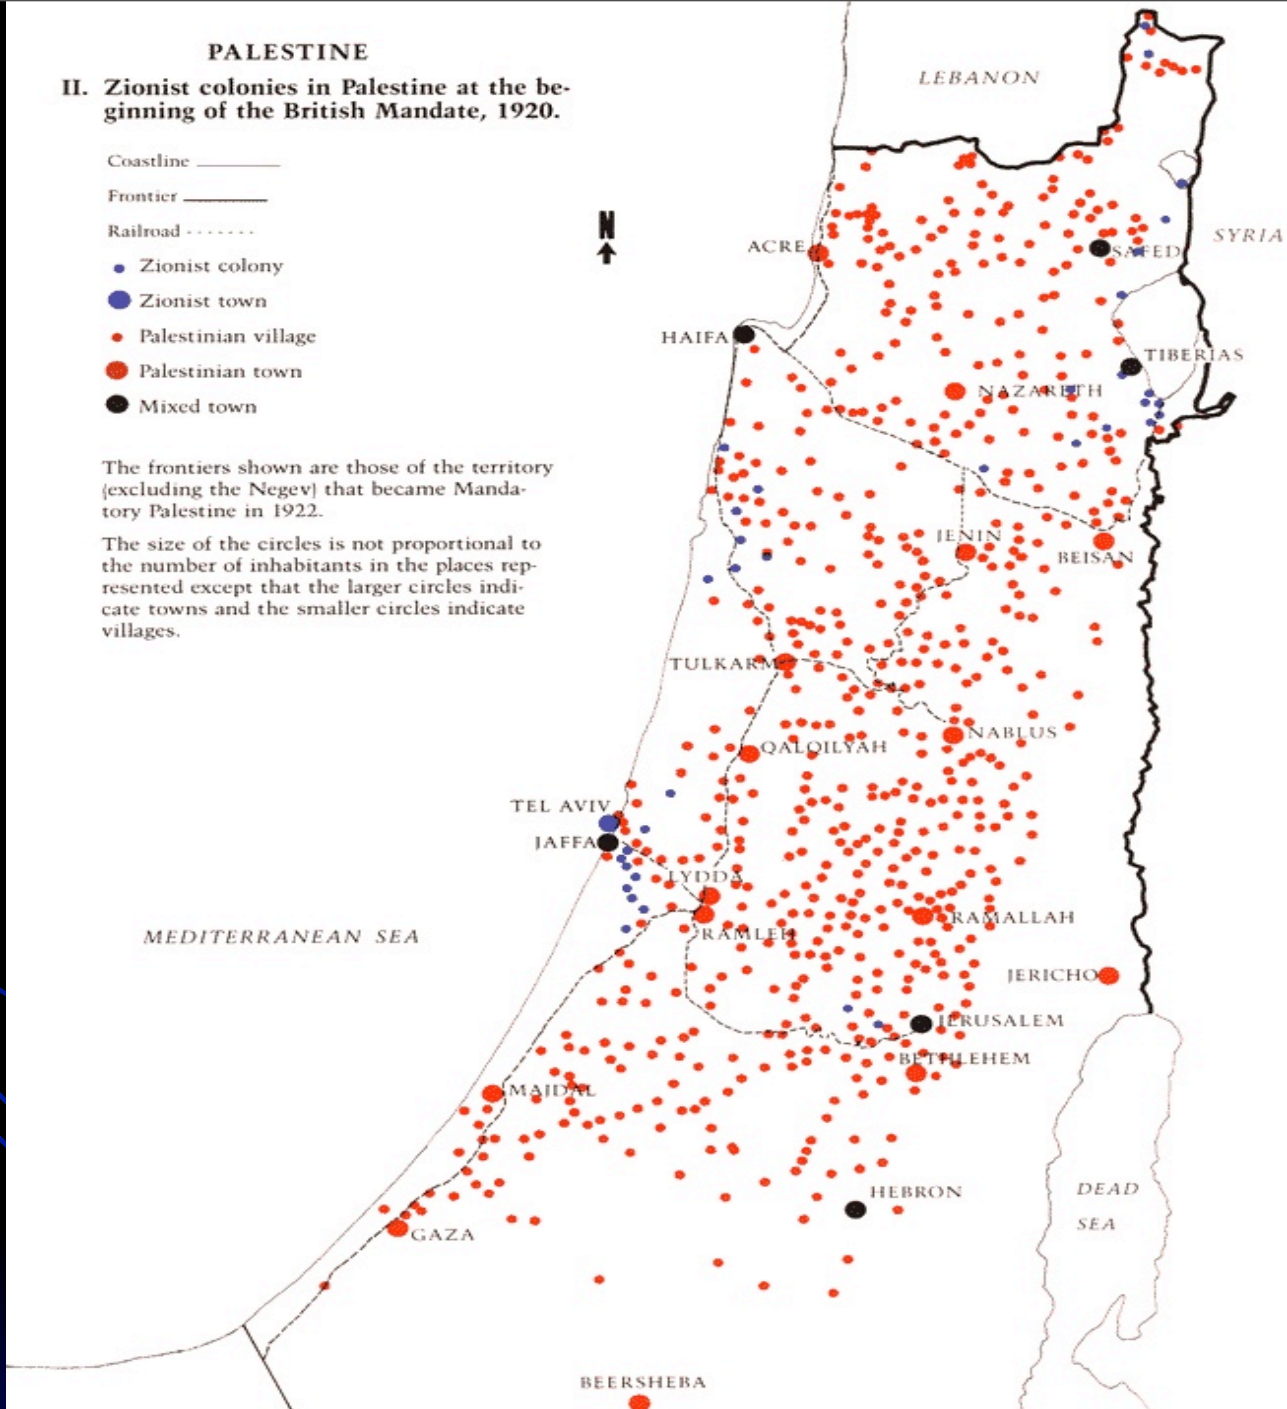 PALESTINE
II. Zionist colonies in Palestine at the be-
ginning of the British Mandate, 1920.
Coastline
Frontier
Railroad
Zionist colony
Zionist town
Palestinian village
Palestinian town
Mixed town
The frontiers shown are those of the territory
(excluding the Negev) that became Manda-
tory Palestine in 1922.
The size of the circles is not proportional to
the number of inhabitants in the places rep-
resented except that the larger circles indi-
cate towns and the smaller circles indicate
villages.
N
LEBANON
SYRIA
ACRE
SAFED
HAIFA
TIBERIAS
NAZARETH
JENIN
BEISAN
TULKARM
NABLUS
QALQILYAH
TEL AVIV
JAFFA
LYDDA
RAMLEH
RAMALLAH
MEDITERRANEAN SEA
JERICHO
JERUSALEM
BETHLEHEM
MAJDAL
HEBRON
DEAD
SEA
GAZA
BEERSHEBA